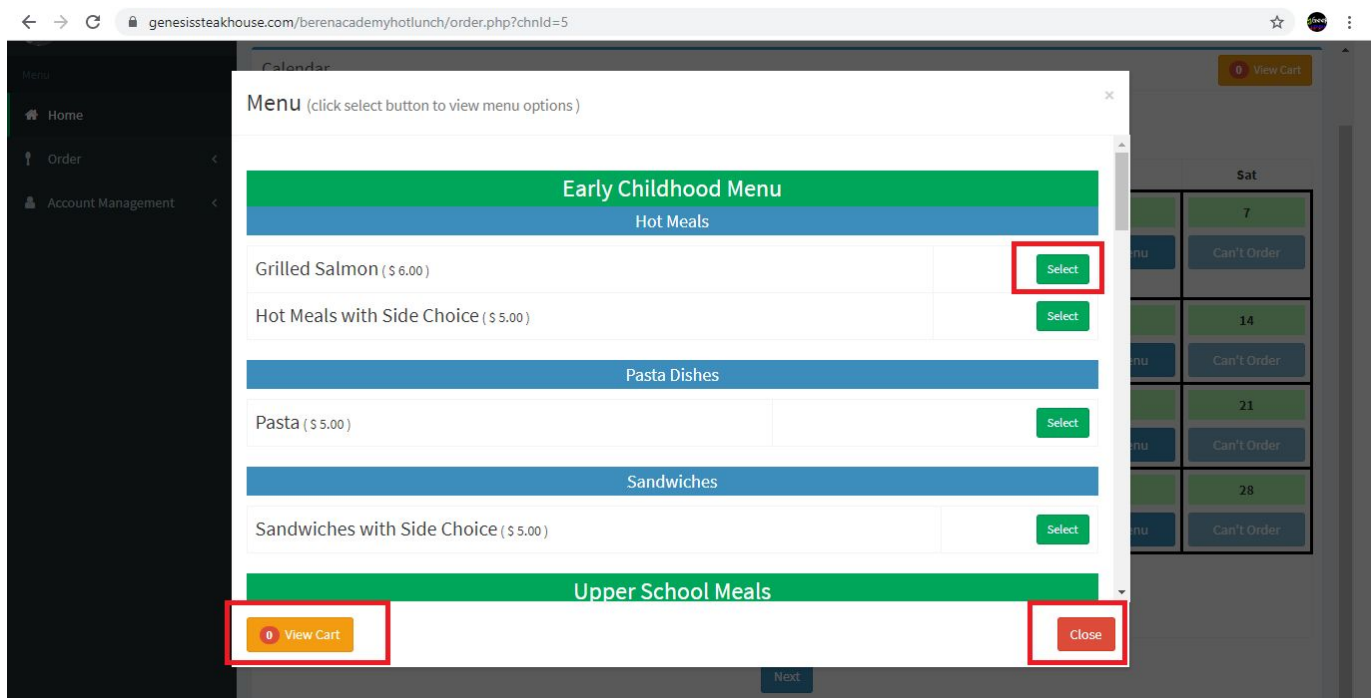 genesissteakhouse.com/berenacademyhotlunch/order.php?chnId=5
Menu
Home
Order
Account Management
Calendar
0 View Cart
Menu (click select button to view menu options )
×
Early Childhood Menu
Hot Meals
Grilled Salmon ( $ 6.00 )
Select
Hot Meals with Side Choice ( $ 5.00 )
Select
Pasta Dishes
Pasta ( $ 5.00 )
Select
Sandwiches
Sandwiches with Side Choice ( $ 5.00 )
Select
Upper School Meals
0 View Cart
Close
Sat
7
nu
Can't Order
14
nu
Can't Order
21
nu
Can't Order
28
nu
Can't Order
Next